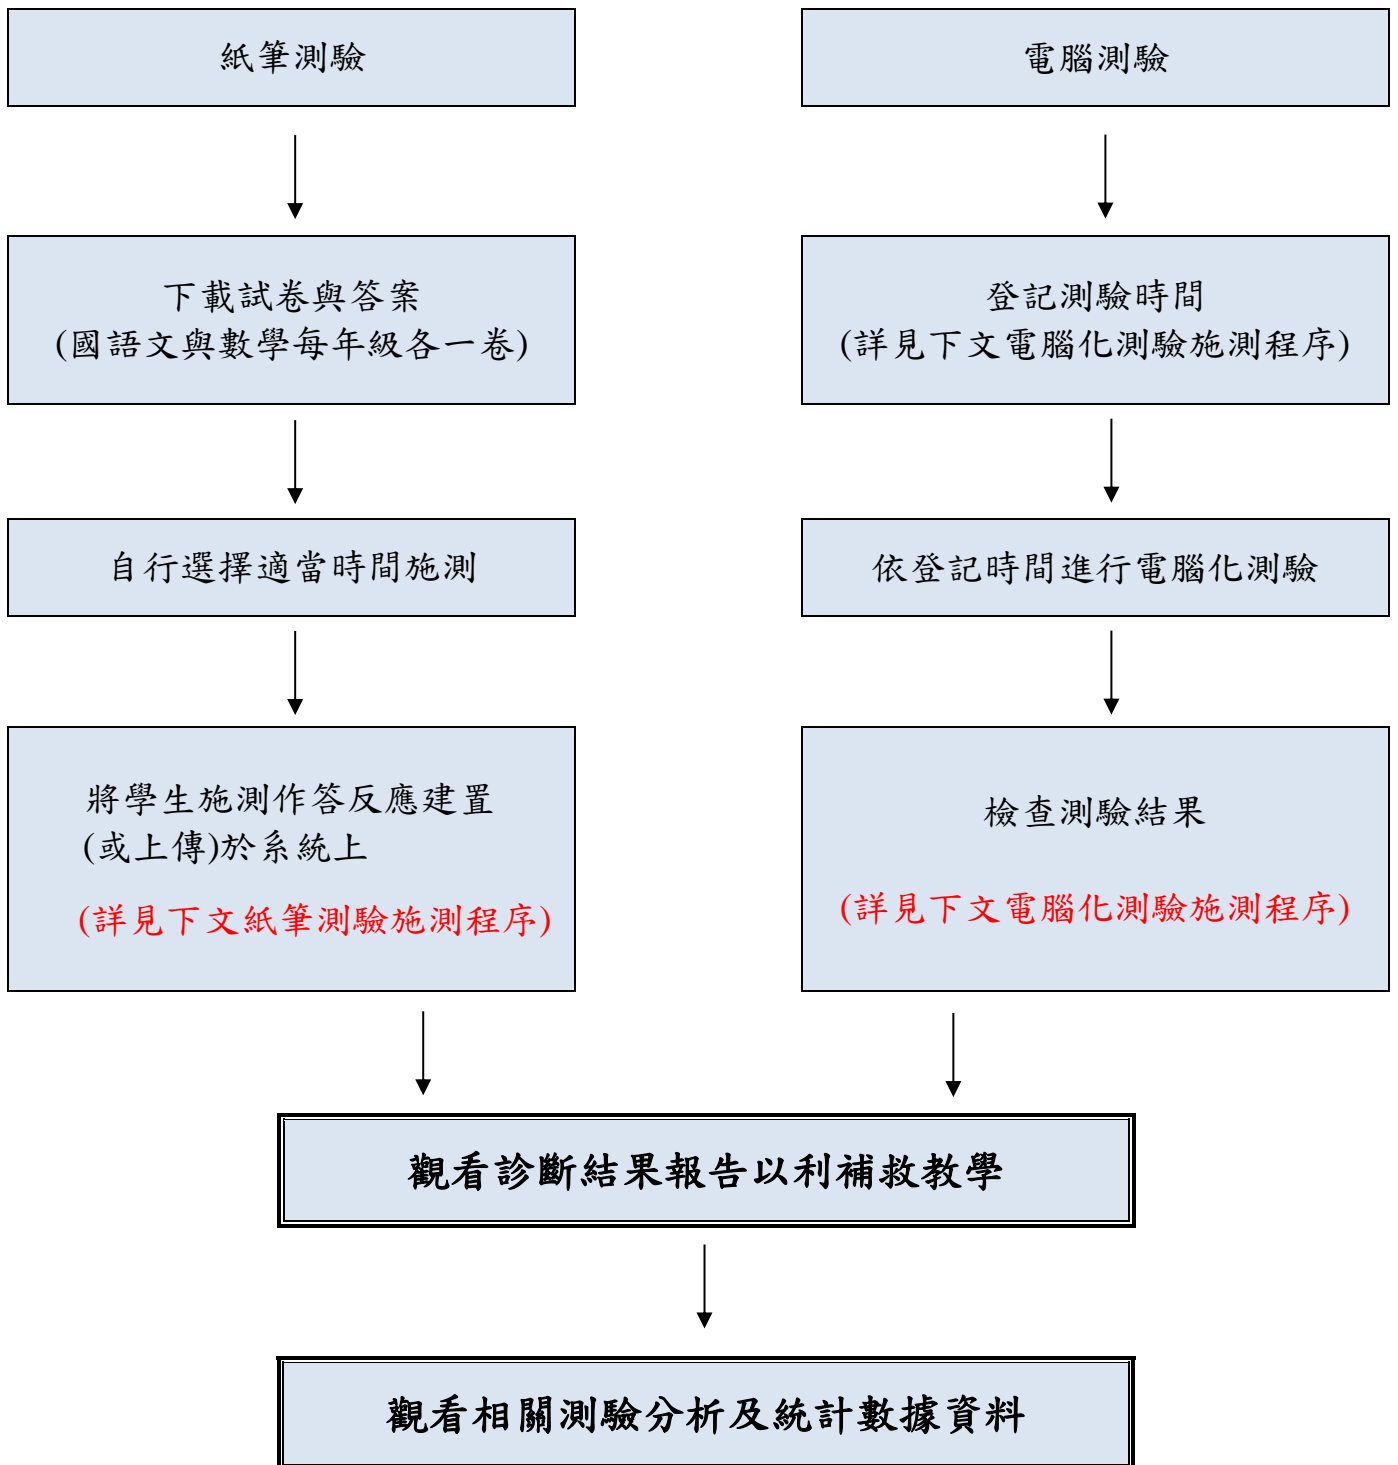 紙筆測驗
電腦測驗
下載試卷與答案
(國語文與數學每年級各一卷)
登記測驗時間
(詳見下文電腦化測驗施測程序)
自行選擇適當時間施測
依登記時間進行電腦化測驗
將學生施測作答反應建置
(或上傳)於系統上
(詳見下文紙筆測驗施測程序)
檢查測驗結果
(詳見下文電腦化測驗施測程序)
觀看診斷結果報告以利補救教學
觀看相關測驗分析及統計數據資料